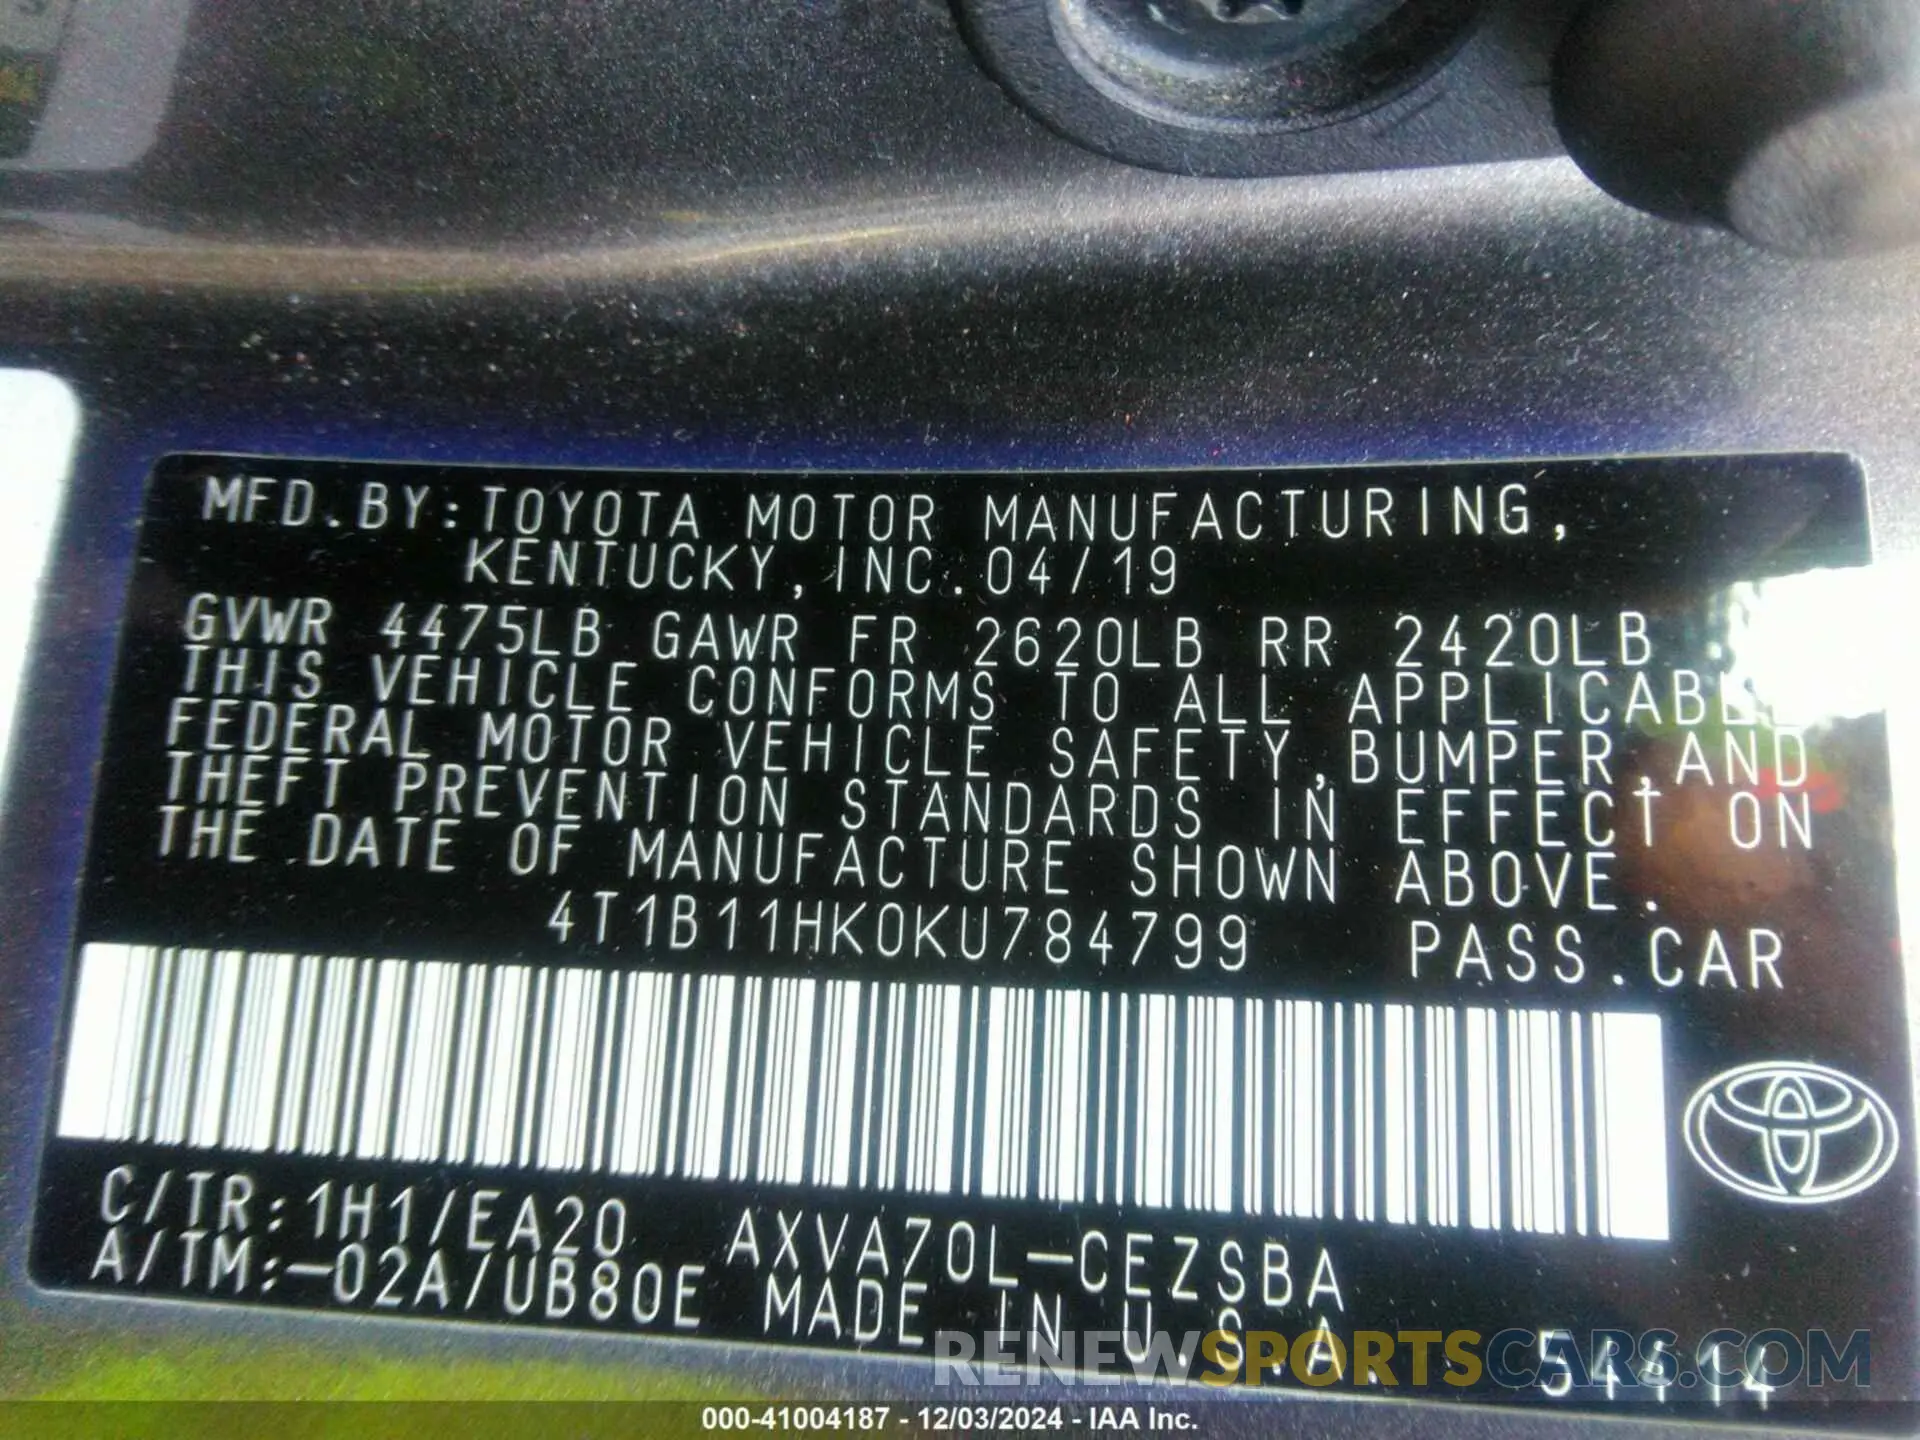 MFD.BY:TOYOTA MOTOR MANUFACTURING,
KENTUCKY,INC.04/19
GVWR 4475LB GAWR FR 2620LB RR 2420LB
THIS VEHICLE CONFORMS TO ALL APPLICABLE
FEDERAL MOTOR VEHICLE SAFETY,BUMPER,AND
THEFT PREVENTION STANDARDS IN EFFECT ON
THE DATE OF MANUFACTURE SHOWN ABOVE.
4T1B11HK0KU784799 PASS.CAR
C/TR:1H1/EA20 AXVA70L-CEZSBA
A/TM:-02A/UB80E MADE IN U.S.A.
RENEWSPORTSCARS.COM
000-41004187 - 12/03/2024 - IAA Inc.